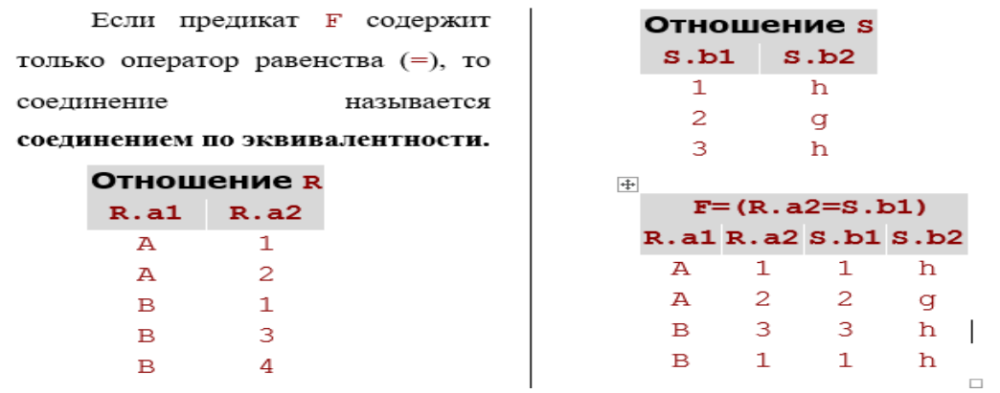 Если предикат F содержит
только оператор равенства (=), то
соединение называется
соединением по эквивалентности.
Отношение R
R.a1 R.a2
A 1
A 2
B 1
B 3
B 4
Отношение S
S.b1 S.b2
1 h
2 g
3 h
F=(R.a2=S.b1)
R.a1 R.a2 S.b1 S.b2
A 1 1 h
A 2 2 g
B 3 3 h
B 1 1 h